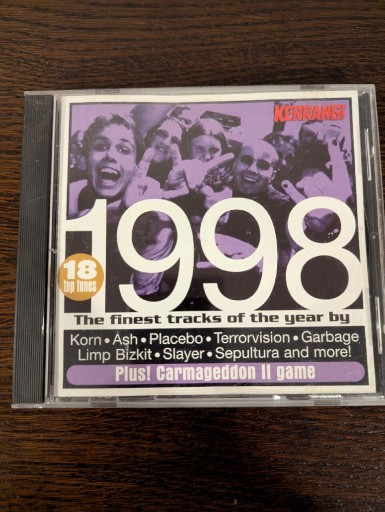 KERRANG!
1998
18
top tunes
The finest tracks of the year by
Korn • Ash • Placebo • Terrorvision • Garbage
Limp Bizkit • Slayer • Sepultura and more!
Plus! Carmageddon II game